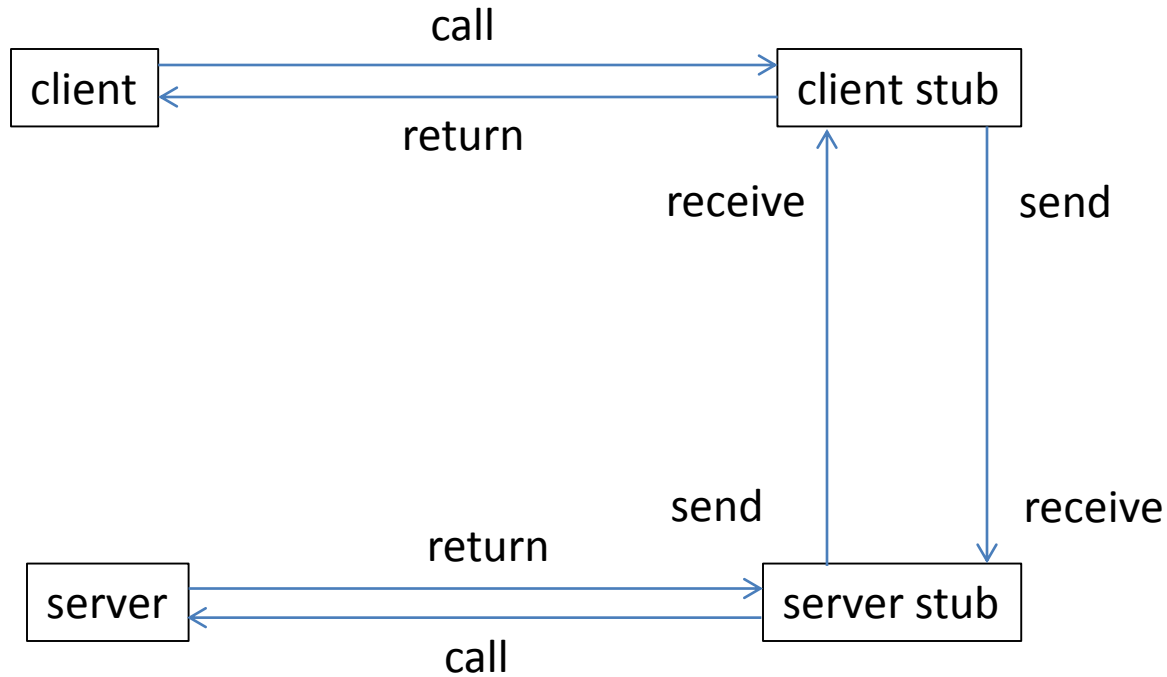 call
client
client stub
return
receive
send
send
receive
return
server
server stub
call